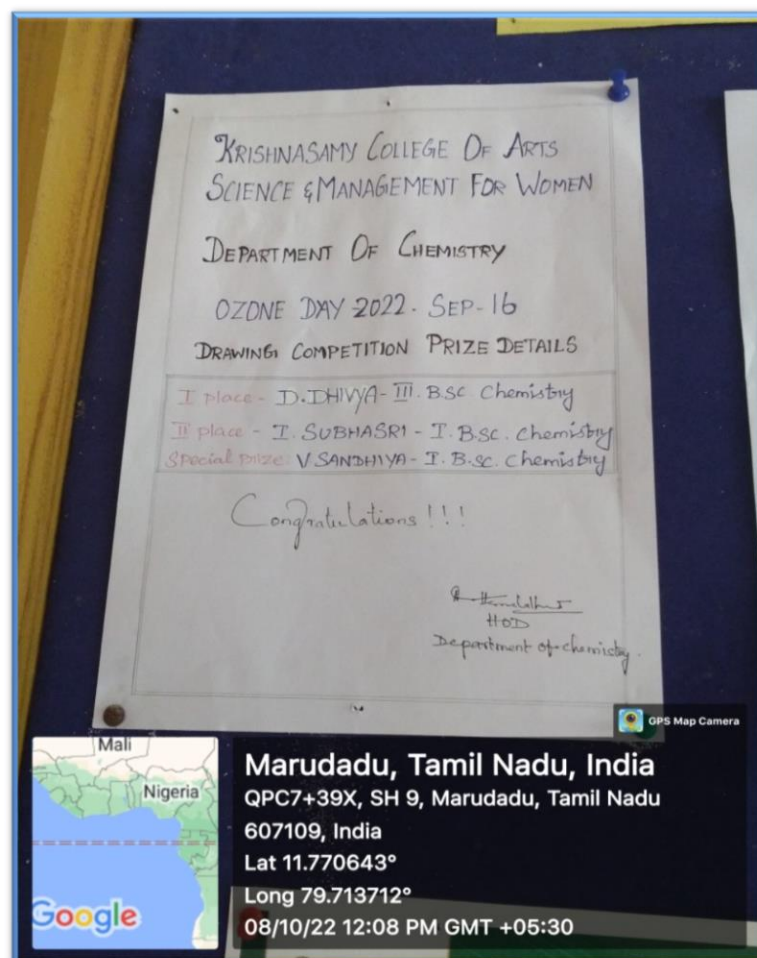 KRISHNASAMY COLLEGE OF ARTS
SCIENCE & MANAGEMENT FOR WOMEN
DEPARTMENT OF CHEMISTRY
OZONE DAY 2022 - SEP-16
DRAWING COMPETITION PRIZE DETAILS
I place - D.DHIVYA - III. B.Sc Chemistry
II place - I. SUBHASRI - I. B.Sc. Chemistry
Special prize: V SANDHIYA - I. B.Sc. Chemistry
Congratulations !!!
HOD
Department of chemistry.
GPS Map Camera
Mali
Nigeria
Google
Marudadu, Tamil Nadu, India
QPC7+39X, SH 9, Marudadu, Tamil Nadu
607109, India
Lat 11.770643°
Long 79.713712°
08/10/22 12:08 PM GMT +05:30